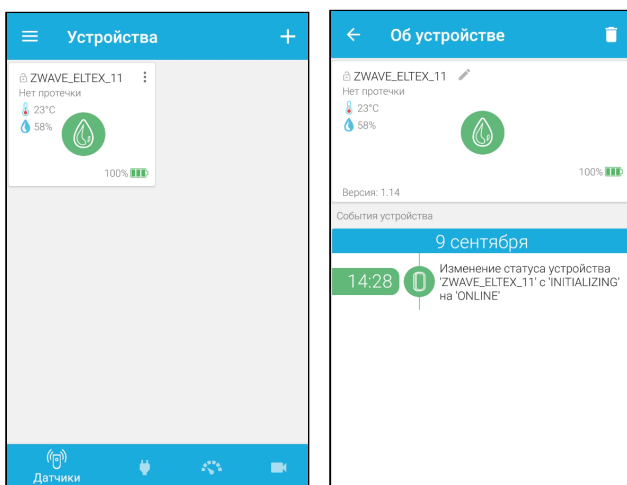 Устройства
ZWAVE_ELTEX_11
Нет протечки
23°C
58%
100%
Датчики
Об устройстве
ZWAVE_ELTEX_11
Нет протечки
23°C
58%
100%
Версия: 1.14
События устройства
9 сентября
14:28
Изменение статуса устройства
'ZWAVE_ELTEX_11' с 'INITIALIZING'
на 'ONLINE'